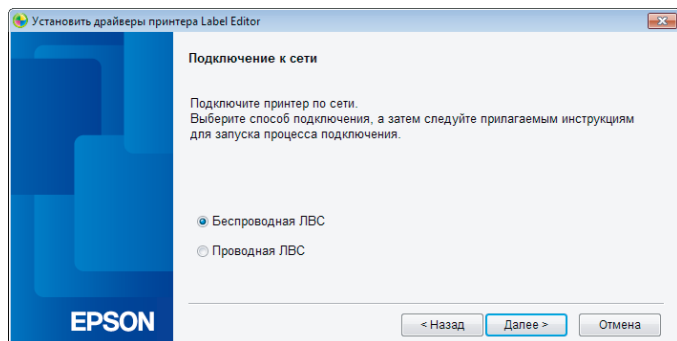 Установить драйверы принтера Label Editor
Подключение к сети
Подключите принтер по сети.
Выберите способ подключения, а затем следуйте прилагаемым инструкциям
для запуска процесса подключения.
Беспроводная ЛВС
Проводная ЛВС
EPSON
< Назад
Далее >
Отмена